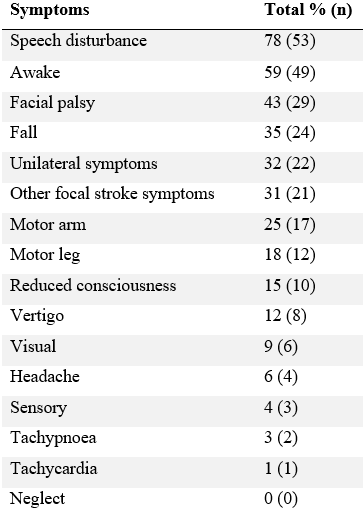 Symptoms Total % (n)
Speech disturbance 78 (53)
Awake 59 (49)
Facial palsy 43 (29)
Fall 35 (24)
Unilateral symptoms 32 (22)
Other focal stroke symptoms 31 (21)
Motor arm 25 (17)
Motor leg 18 (12)
Reduced consciousness 15 (10)
Vertigo 12 (8)
Visual 9 (6)
Headache 6 (4)
Sensory 4 (3)
Tachypnoea 3 (2)
Tachycardia 1 (1)
Neglect 0 (0)